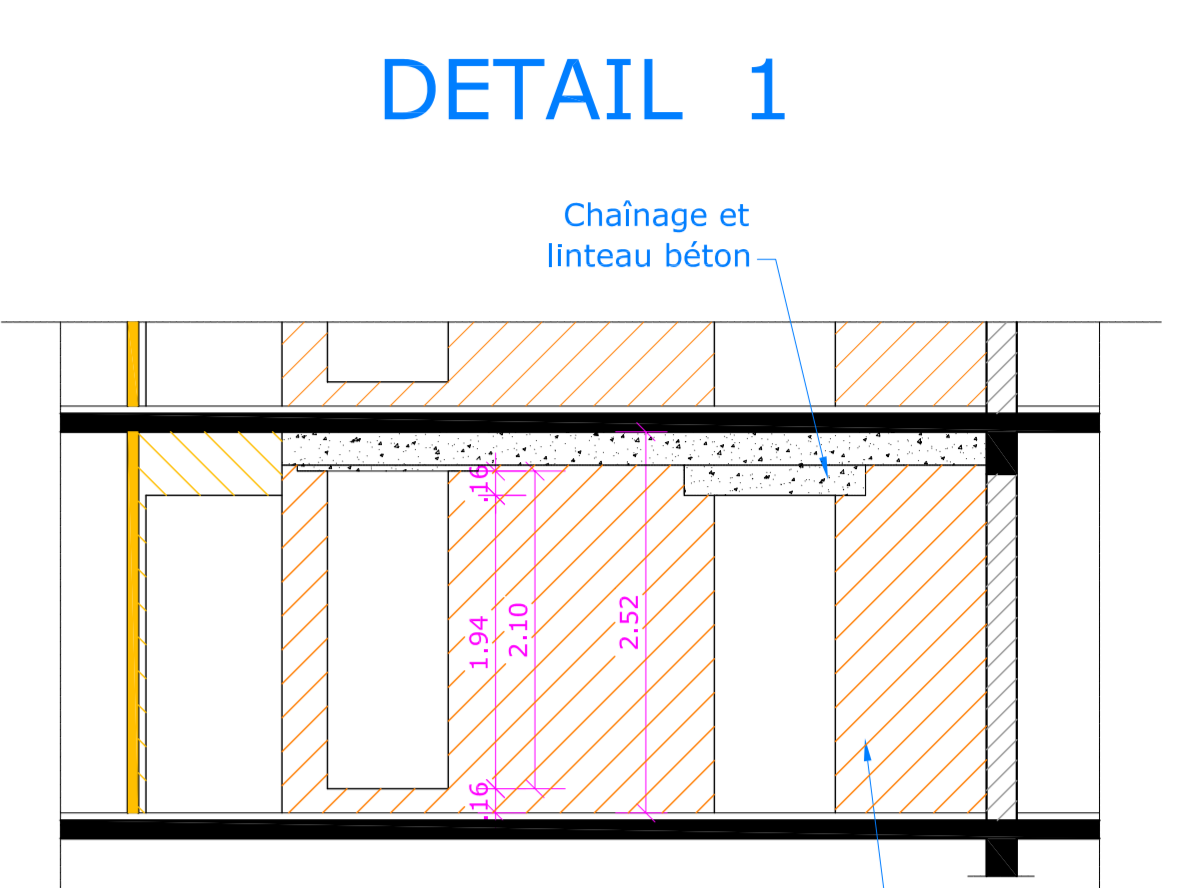 DETAIL 1
Chaînage et
linteau béton
.16
1.94
2.10
2.52
.16